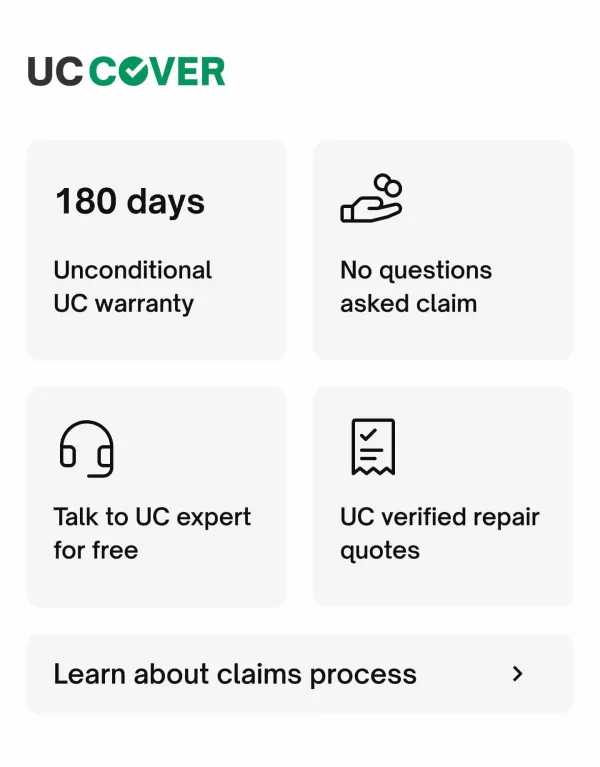 UC COVER
180 days
Unconditional
UC warranty
No questions
asked claim
Talk to UC expert
for free
UC verified repair
quotes
Learn about claims process